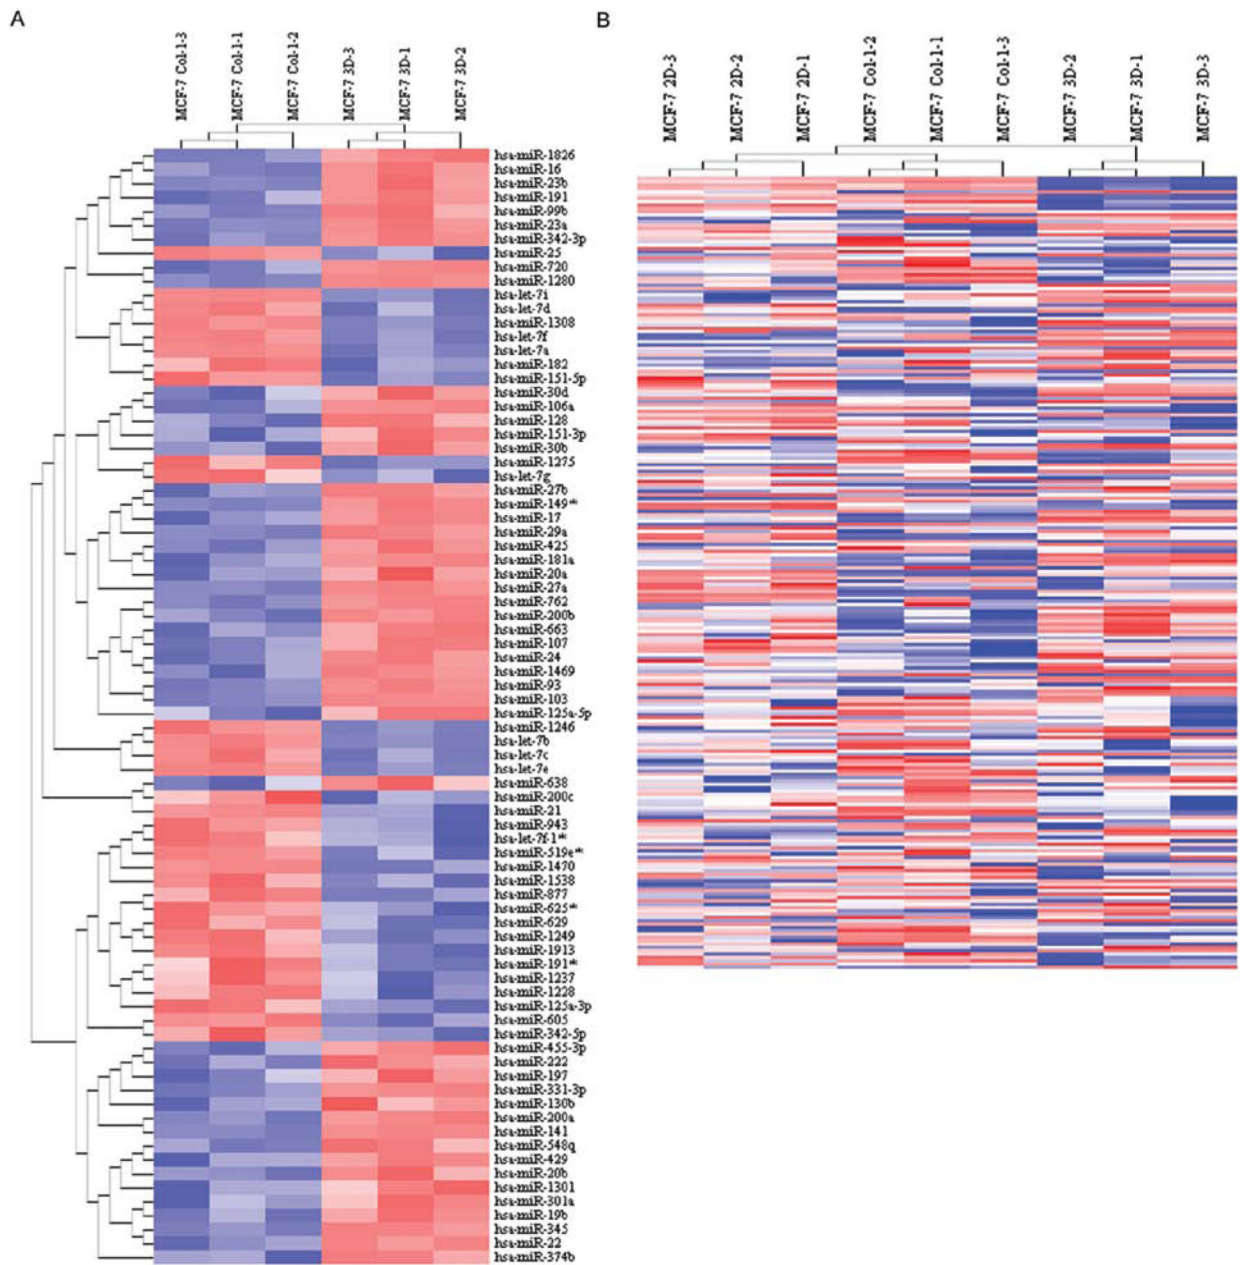 A
B
MCF-7 Col-1-3
MCF-7 Col-1-1
MCF-7 Col-1-2
MCF-7 3D-3
MCF-7 3D-1
MCF-7 3D-2
MCF-7 2D-3
MCF-7 2D-2
MCF-7 2D-1
MCF-7 Col-1-2
MCF-7 Col-1-1
MCF-7 Col-1-3
MCF-7 3D-2
MCF-7 3D-1
MCF-7 3D-3
hsa-miR-1826
hsa-miR-16
hsa-miR-23b
hsa-miR-191
hsa-miR-99b
hsa-miR-23a
hsa-miR-342-3p
hsa-miR-25
hsa-miR-720
hsa-miR-1280
hsa-let-7i
hsa-let-7d
hsa-miR-1308
hsa-let-7f
hsa-let-7a
hsa-miR-182
hsa-miR-151-5p
hsa-miR-30d
hsa-miR-106a
hsa-miR-128
hsa-miR-151-3p
hsa-miR-30b
hsa-miR-1275
hsa-let-7g
hsa-miR-27b
hsa-miR-149*
hsa-miR-17
hsa-miR-29a
hsa-miR-425
hsa-miR-181a
hsa-miR-20a
hsa-miR-27a
hsa-miR-762
hsa-miR-200b
hsa-miR-663
hsa-miR-107
hsa-miR-24
hsa-miR-1469
hsa-miR-93
hsa-miR-103
hsa-miR-125a-5p
hsa-miR-1246
hsa-let-7b
hsa-let-7c
hsa-let-7e
hsa-miR-638
hsa-miR-200c
hsa-miR-21
hsa-miR-943
hsa-let-7f-1*
hsa-miR-519e*
hsa-miR-1470
hsa-miR-1538
hsa-miR-877
hsa-miR-625*
hsa-miR-629
hsa-miR-1249
hsa-miR-1913
hsa-miR-191*
hsa-miR-1237
hsa-miR-1228
hsa-miR-125a-3p
hsa-miR-605
hsa-miR-342-5p
hsa-miR-455-3p
hsa-miR-222
hsa-miR-197
hsa-miR-331-3p
hsa-miR-130b
hsa-miR-200a
hsa-miR-141
hsa-miR-548q
hsa-miR-429
hsa-miR-20b
hsa-miR-1301
hsa-miR-301a
hsa-miR-19b
hsa-miR-345
hsa-miR-22
hsa-miR-374b